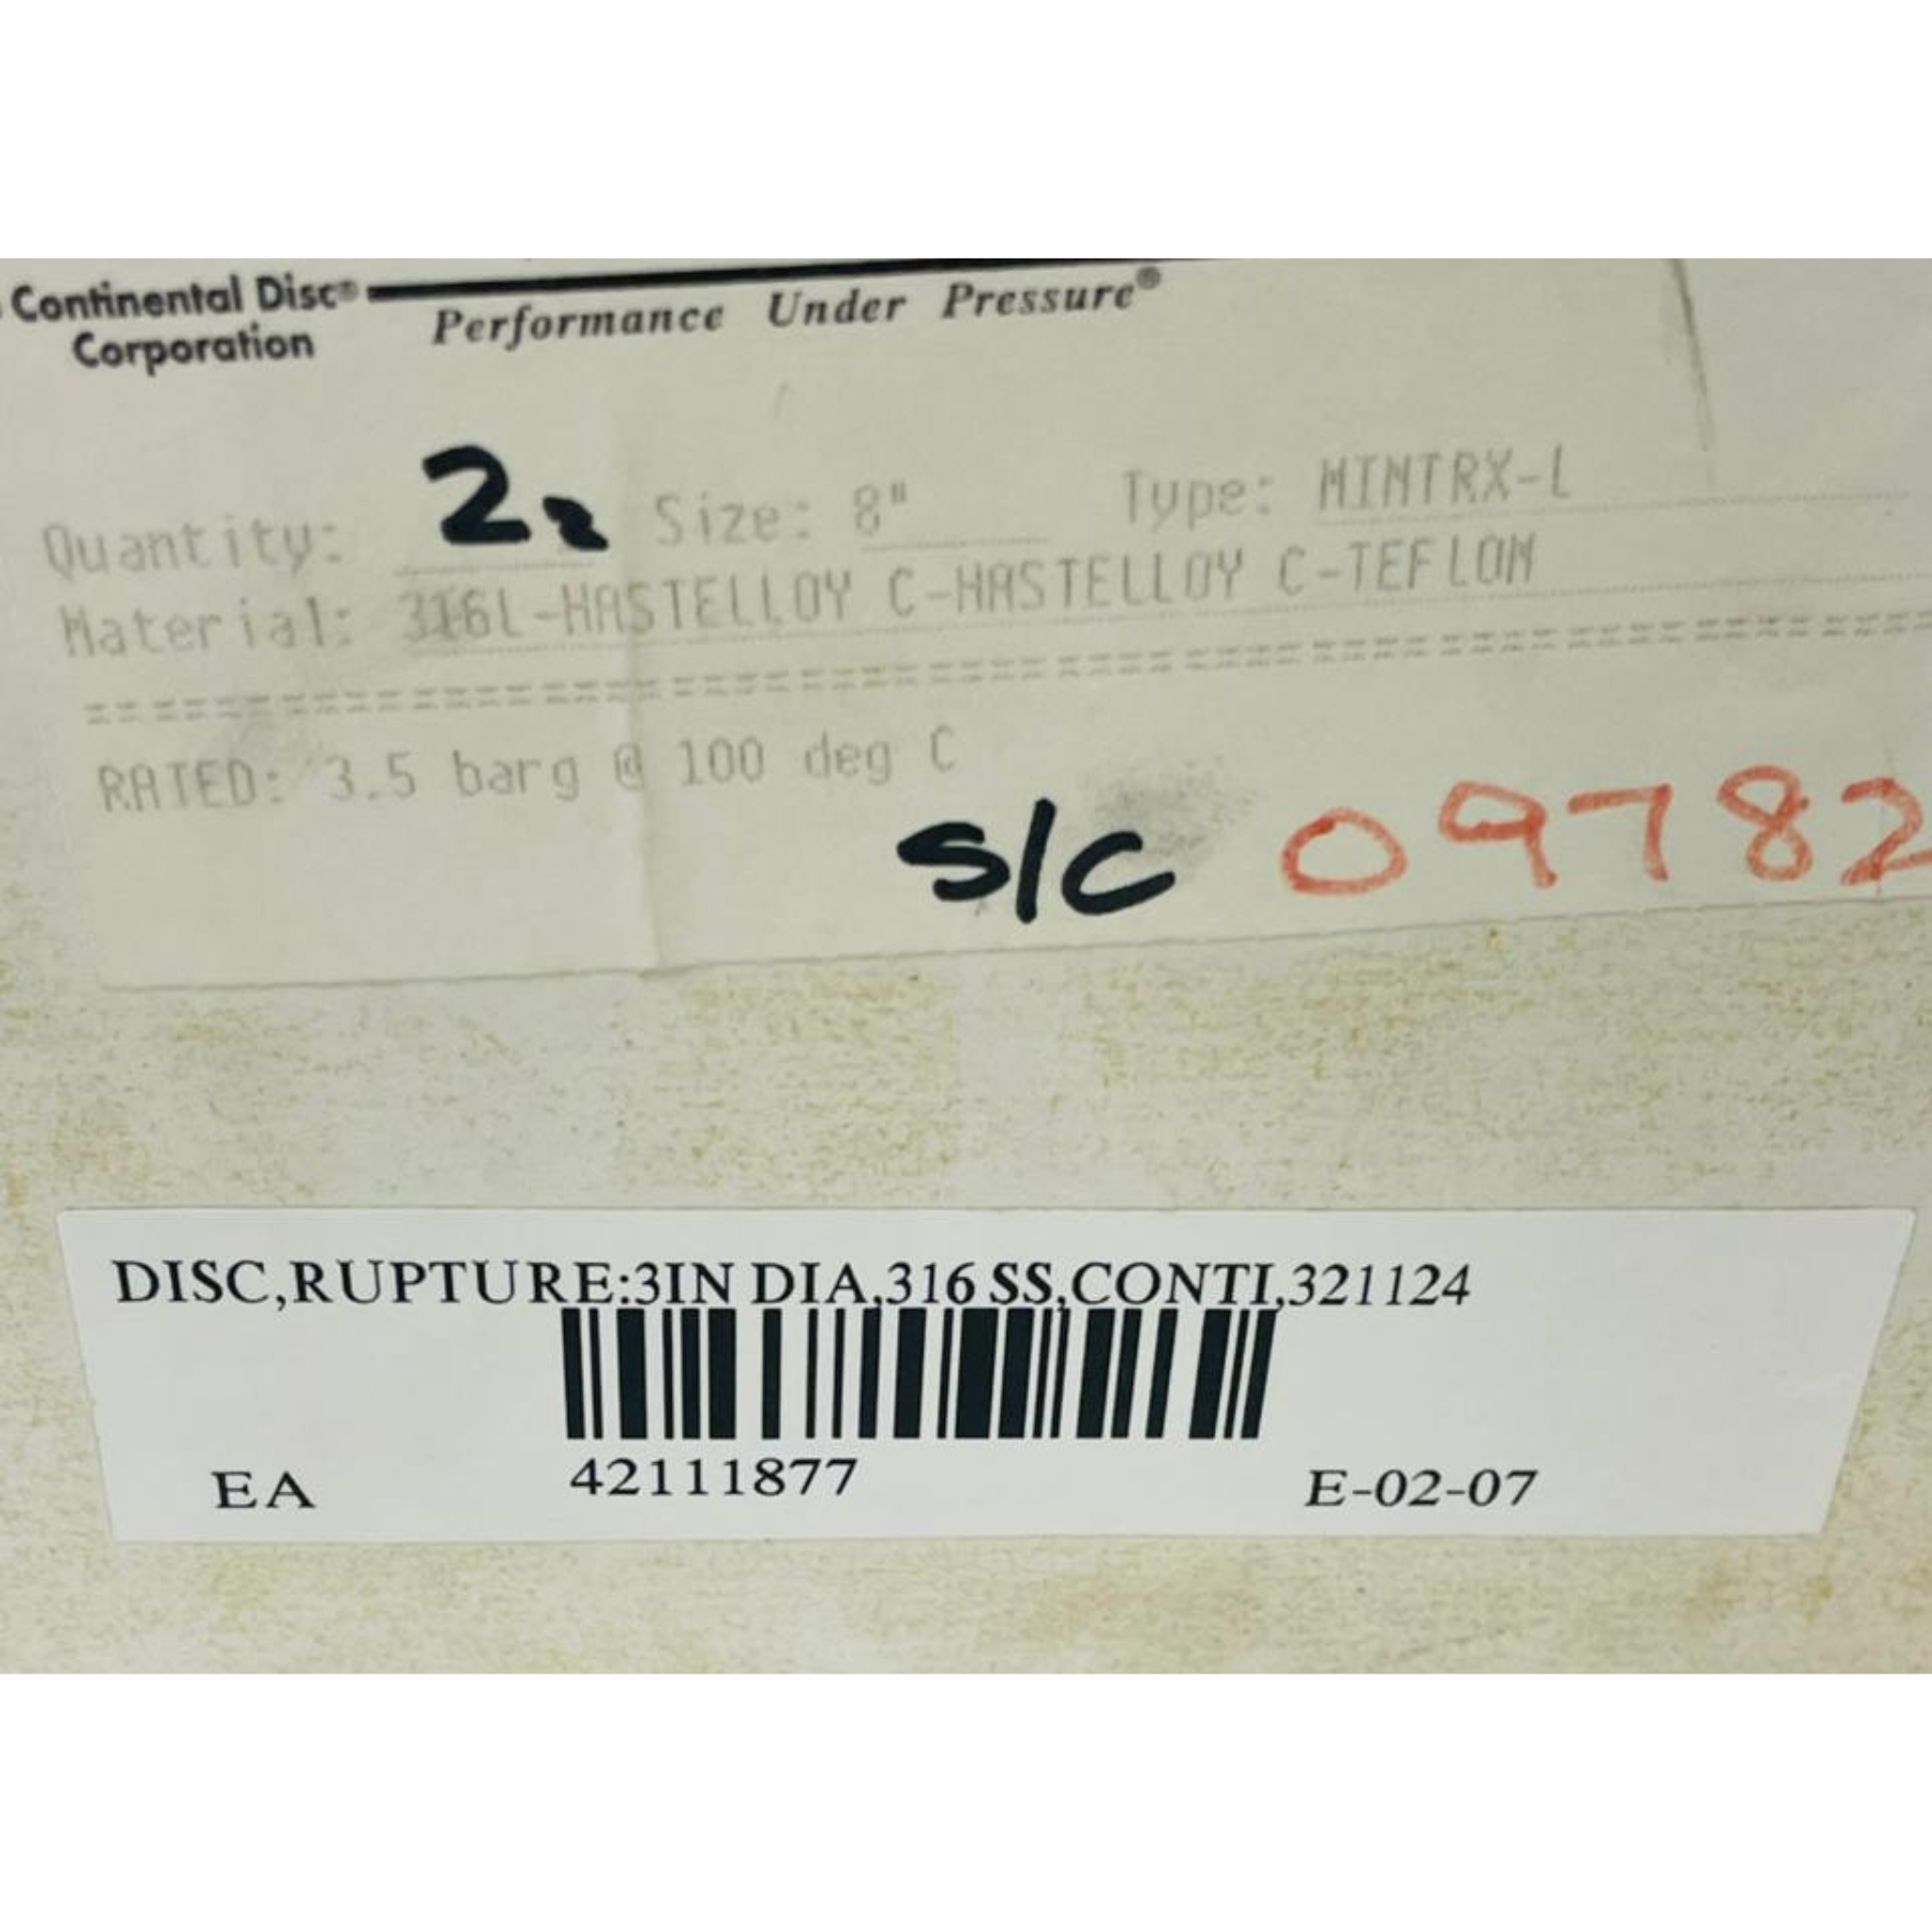 Continental Disc®
Corporation
Performance Under Pressure®
Quantity: 2 Size: 8" Type: MINTRX-L
Material: 316L-HASTELLOY C-HASTELLOY C-TEFLON
RATED: 3.5 barg @ 100 deg C
S/C 09782
DISC,RUPTURE:3IN DIA,316 SS,CONTI,321124
42111877
EA
E-02-07